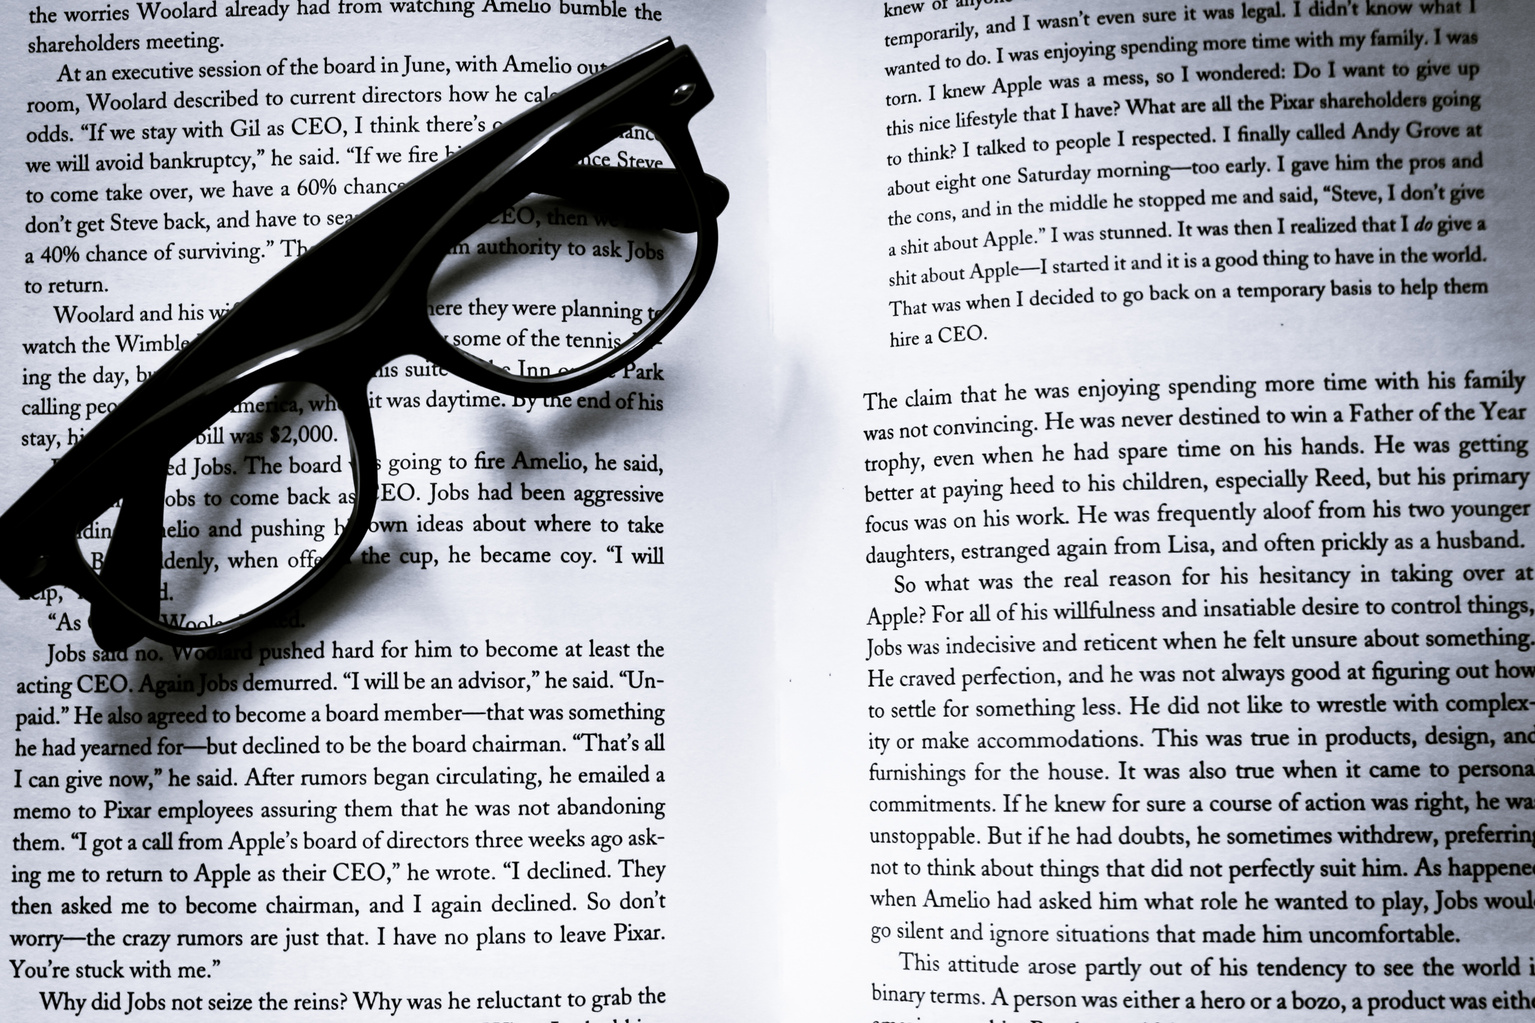 the worries Woolard already had from watching Amelio bumble the
shareholders meeting.
At an executive session of the board in June, with Amelio out
room, Woolard described to current directors how he calc
odds. “If we stay with Gil as CEO, I think there’s
we will avoid bankruptcy,” he said. “If we fire Steve
to come take over, we have a 60% chance
don’t get Steve back, and have to CEO, then
a 40% chance of surviving.” authority to ask Jobs
to return.
Woolard and his here they were planning to
watch the some of the tennis
ing the day, his Inn Park
calling it was daytime. By the end of his
stay, bill was $2,000.
Jobs. The board going to fire Amelio, he said,
to come back as CEO. Jobs had been aggressive
and pushing own ideas about where to take
when the cup, he became coy. “I will
“As
Jobs said no. Woolard pushed hard for him to become at least the
acting CEO. Again Jobs demurred. “I will be an advisor,” he said. “Un-
paid.” He also agreed to become a board member—that was something
he had yearned for—but declined to be the board chairman. “That’s all
I can give now,” he said. After rumors began circulating, he emailed a
memo to Pixar employees assuring them that he was not abandoning
them. “I got a call from Apple’s board of directors three weeks ago ask-
ing me to return to Apple as their CEO,” he wrote. “I declined. They
then asked me to become chairman, and I again declined. So don’t
worry—the crazy rumors are just that. I have no plans to leave Pixar.
You’re stuck with me.”
Why did Jobs not seize the reins? Why was he reluctant to grab the
knew of
temporarily, and I wasn’t even sure it was legal. I didn’t know what I
wanted to do. I was enjoying spending more time with my family. I was
torn. I knew Apple was a mess, so I wondered: Do I want to give up
this nice lifestyle that I have? What are all the Pixar shareholders going
to think? I talked to people I respected. I finally called Andy Grove at
about eight one Saturday morning—too early. I gave him the pros and
the cons, and in the middle he stopped me and said, “Steve, I don’t give
a shit about Apple.” I was stunned. It was then I realized that I do give a
shit about Apple—I started it and it is a good thing to have in the world.
That was when I decided to go back on a temporary basis to help them
hire a CEO.
The claim that he was enjoying spending more time with his family
was not convincing. He was never destined to win a Father of the Year
trophy, even when he had spare time on his hands. He was getting
better at paying heed to his children, especially Reed, but his primary
focus was on his work. He was frequently aloof from his two younger
daughters, estranged again from Lisa, and often prickly as a husband.
So what was the real reason for his hesitancy in taking over at
Apple? For all of his willfulness and insatiable desire to control things,
Jobs was indecisive and reticent when he felt unsure about something.
He craved perfection, and he was not always good at figuring out how
to settle for something less. He did not like to wrestle with complex-
ity or make accommodations. This was true in products, design, and
furnishings for the house. It was also true when it came to persona
commitments. If he knew for sure a course of action was right, he wa
unstoppable. But if he had doubts, he sometimes withdrew, preferring
not to think about things that did not perfectly suit him. As happene
when Amelio had asked him what role he wanted to play, Jobs woul
go silent and ignore situations that made him uncomfortable.
This attitude arose partly out of his tendency to see the world i
binary terms. A person was either a hero or a bozo, a product was eithe